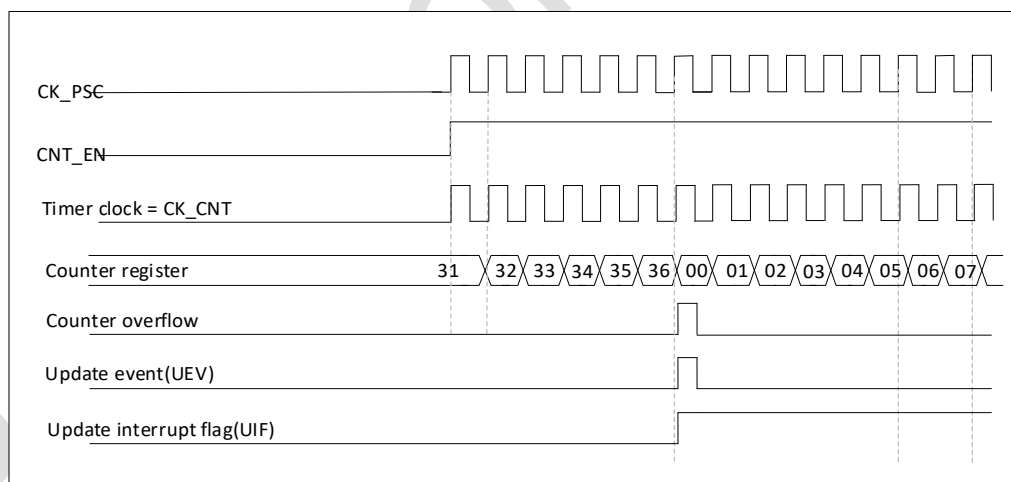 CK_PSC
CNT_EN
Timer clock = CK_CNT
Counter register 31 32 33 34 35 36 00 01 02 03 04 05 06 07
Counter overflow
Update event(UEV)
Update interrupt flag(UIF)